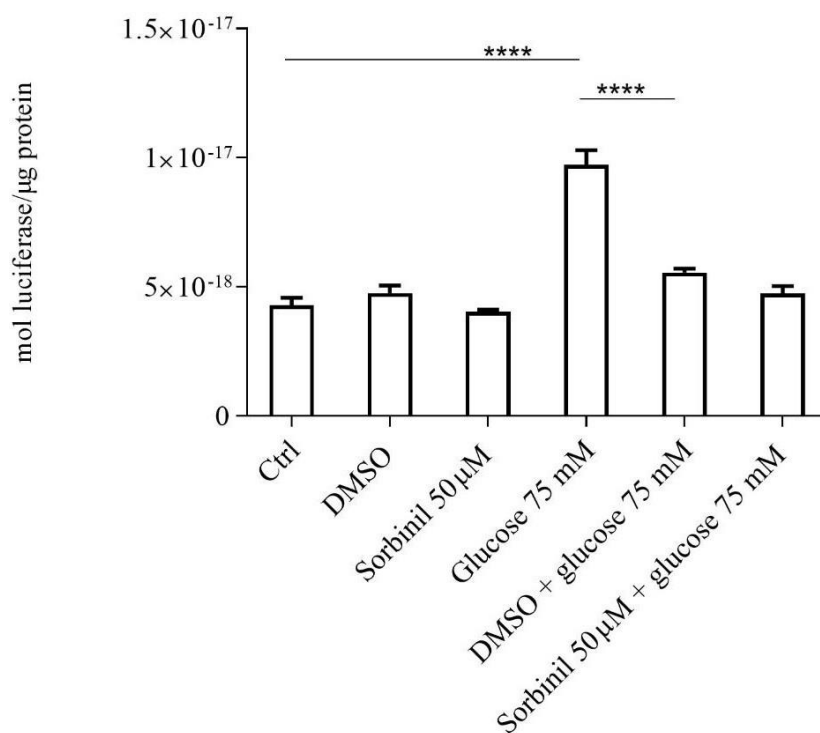 mol luciferase/μg protein
1.5×10⁻¹⁷
1×10⁻¹⁷
5×10⁻¹⁸
0
****
****
Ctrl
DMSO
Sorbinil 50μM
Glucose 75 mM
DMSO + glucose 75 mM
Sorbinil 50μM + glucose 75 mM